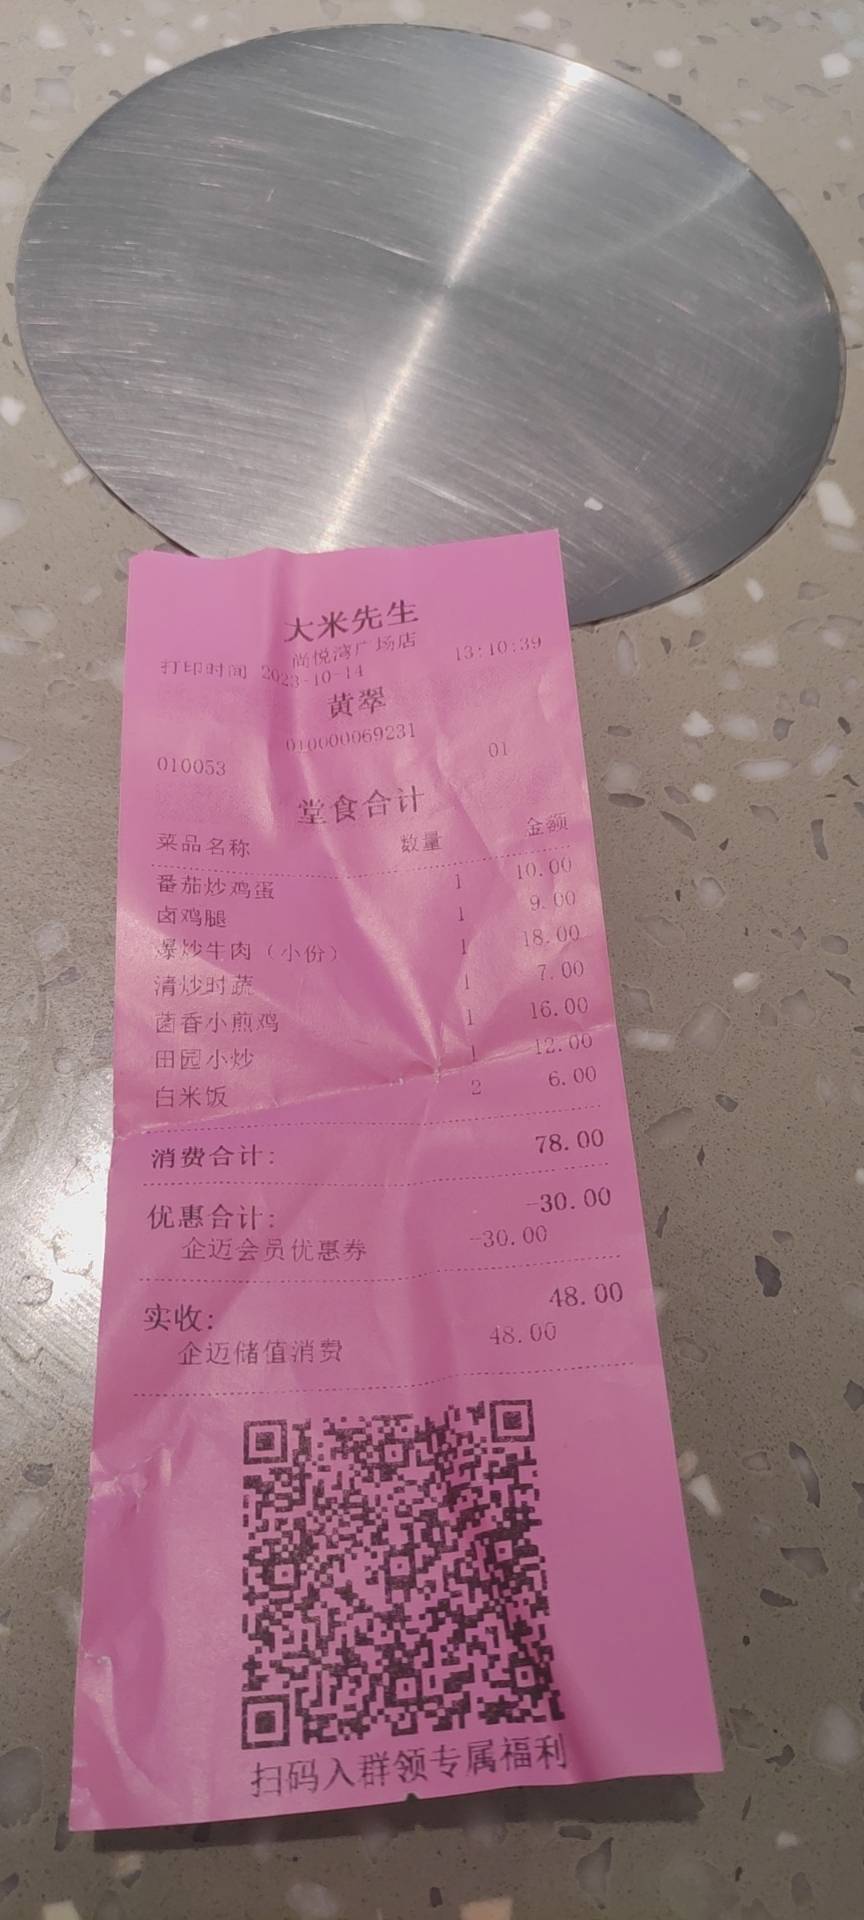 大米先生
尚悦湾广场店
打印时间 2023-10-14 13:10:39
黄翠
010000069231
010053 01
堂食合计
菜品名称 数量 金额
番茄炒鸡蛋 1 10.00
卤鸡腿 1 9.00
爆炒牛肉（小份） 1 18.00
清炒时蔬 1 7.00
茴香小煎鸡 1 16.00
田园小炒 1 12.00
白米饭 2 6.00
消费合计: 78.00
优惠合计: -30.00
企迈会员优惠券 -30.00
实收: 48.00
企迈储值消费 48.00
扫码入群领专属福利